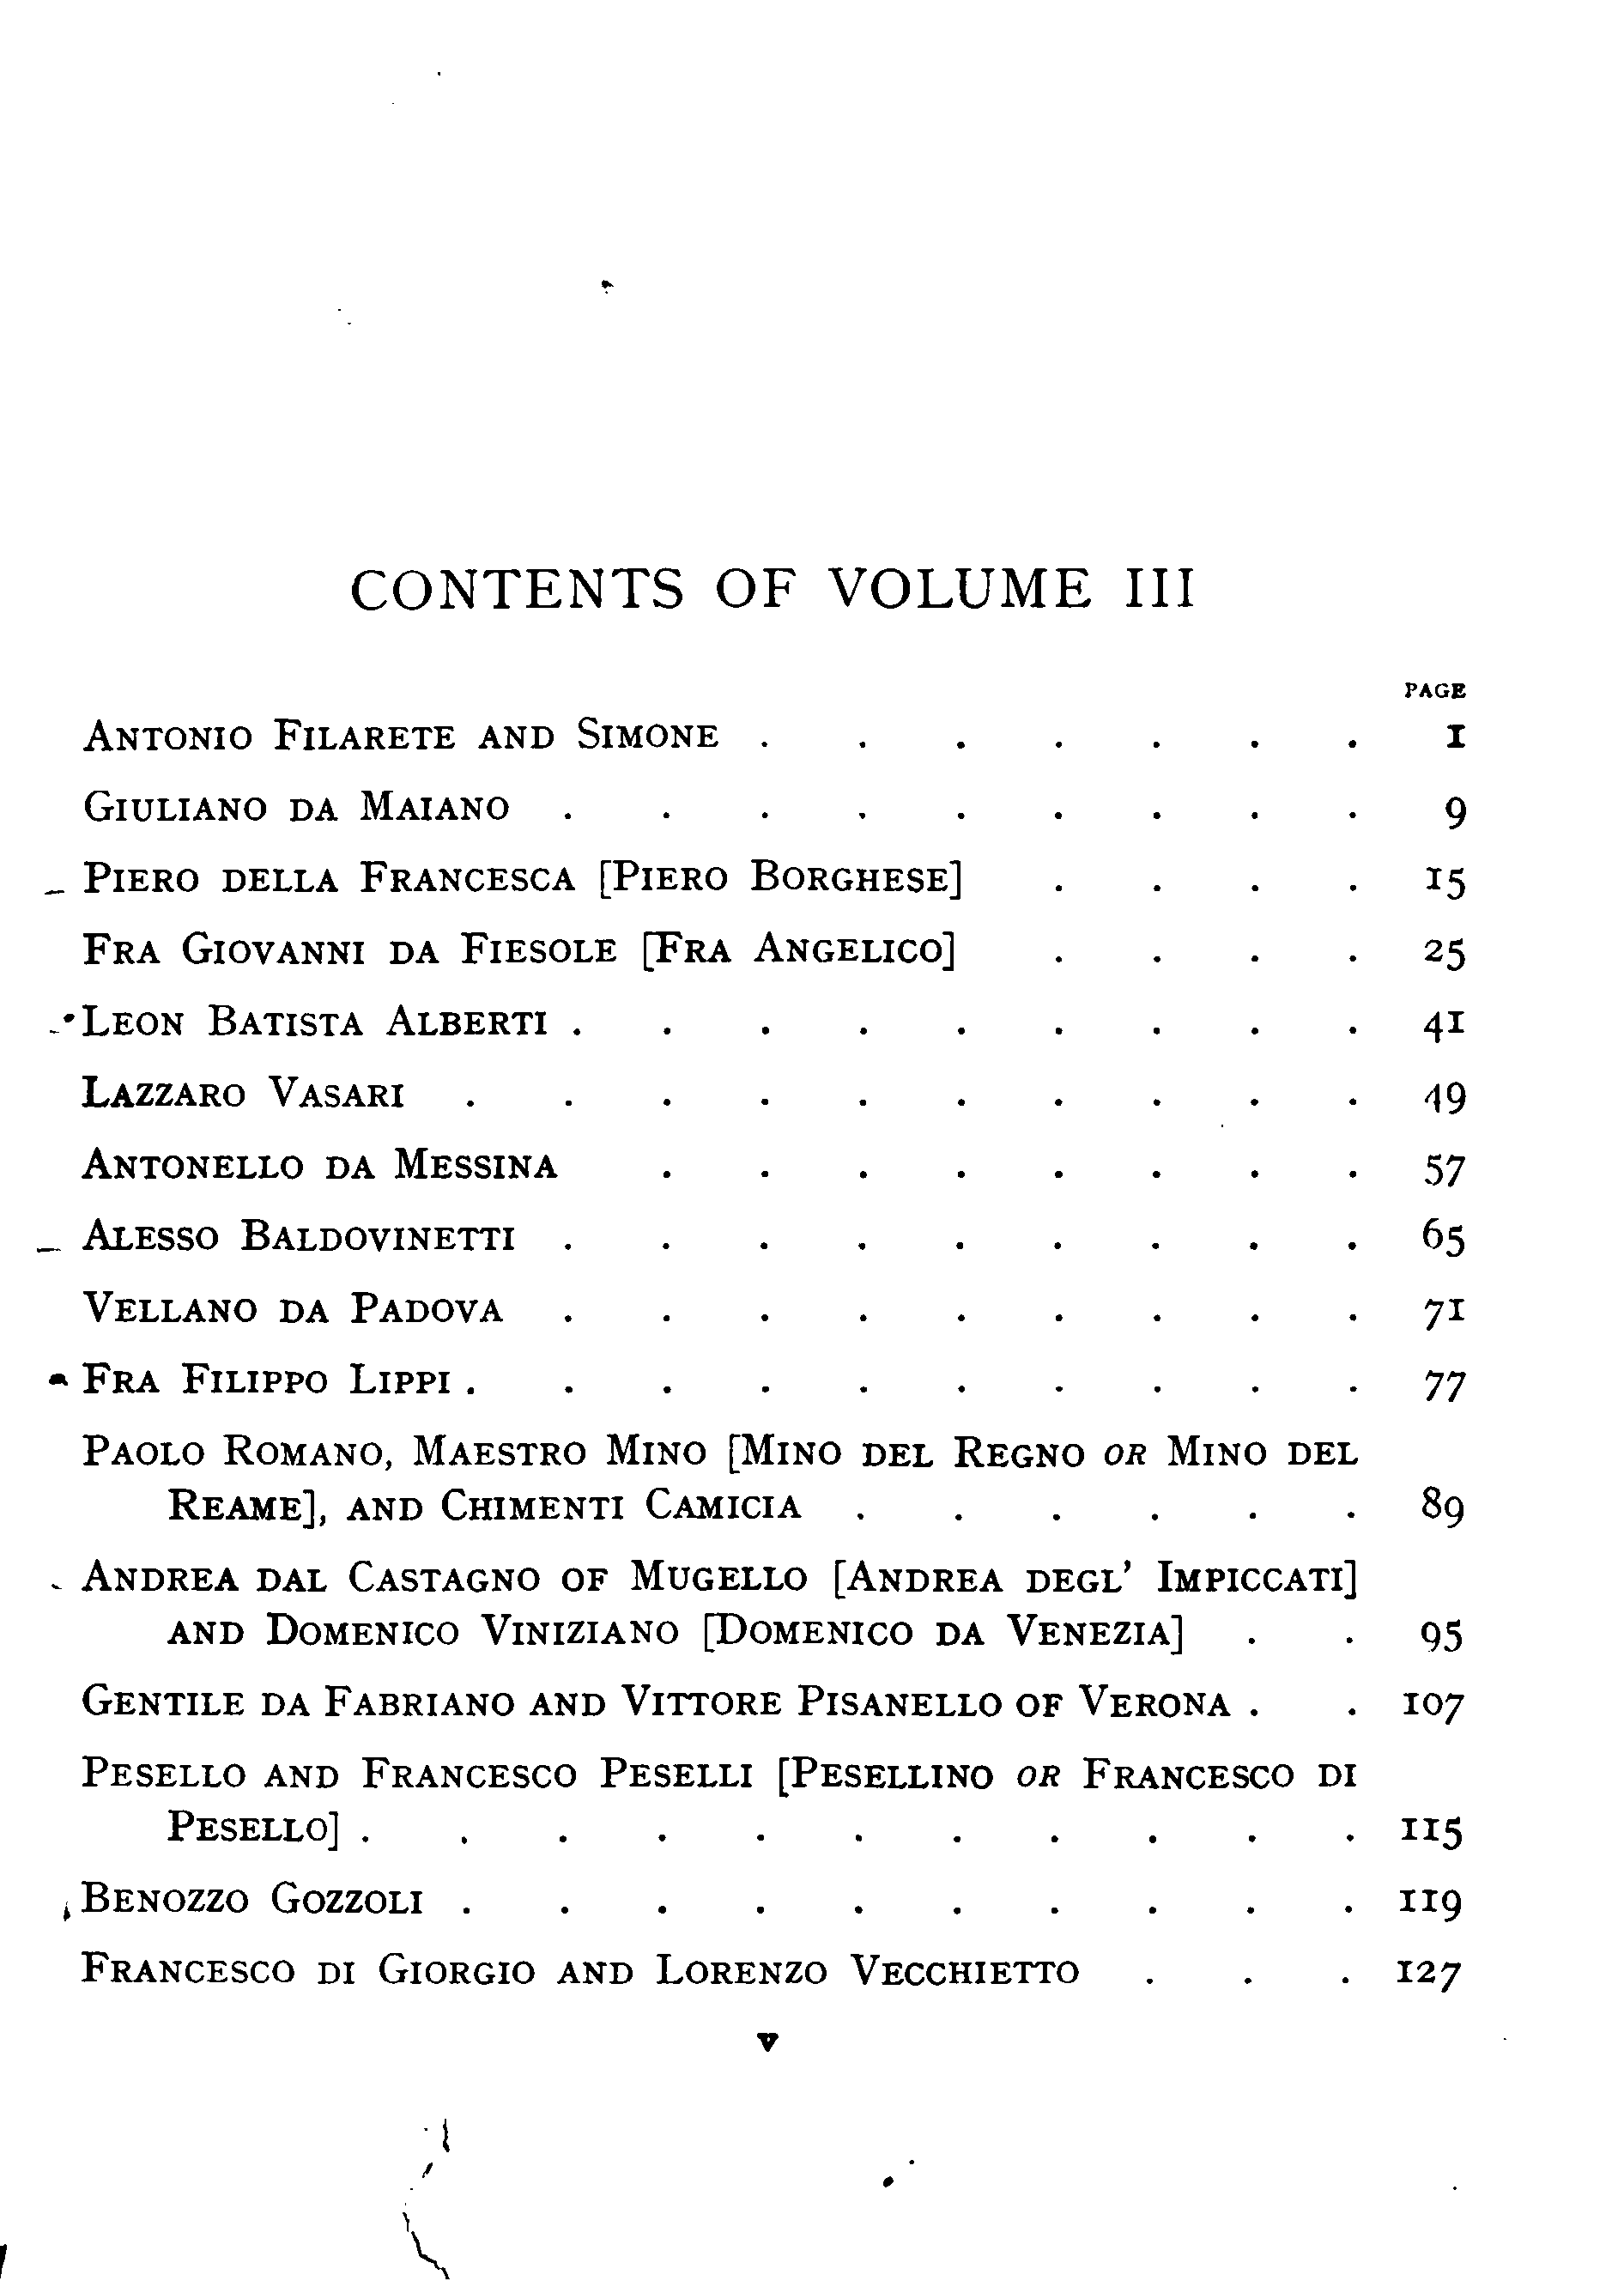 CONTENTS OF VOLUME III
PAGE
ANTONIO FILARETE AND SIMONE . . . . . . . 1
GIULIANO DA MAIANO . . . . . . . . . 9
PIERO DELLA FRANCESCA [PIERO BORGHESE] . . . . 15
FRA GIOVANNI DA FIESOLE [FRA ANGELICO] . . . . 25
LEON BATISTA ALBERTI . . . . . . . . . 41
LAZZARO VASARI . . . . . . . . . . 49
ANTONELLO DA MESSINA . . . . . . . . 57
ALESSO BALDOVINETTI . . . . . . . . . 65
VELLANO DA PADOVA . . . . . . . . . 71
FRA FILIPPO LIPPI . . . . . . . . . . 77
PAOLO ROMANO, MAESTRO MINO [MINO DEL REGNO OR MINO DEL
REAME], AND CHIMENTI CAMICIA . . . . . . 89
ANDREA DAL CASTAGNO OF MUGELLO [ANDREA DEGL' IMPICCATI]
AND DOMENICO VINIZIANO [DOMENICO DA VENEZIA] . . 95
GENTILE DA FABRIANO AND VITTORE PISANELLO OF VERONA . . 107
PESELLO AND FRANCESCO PESELLI [PESELLINO OR FRANCESCO DI
PESELLO] . . . . . . . . . . . 115
BENOZZO GOZZOLI . . . . . . . . . . 119
FRANCESCO DI GIORGIO AND LORENZO VECCHIETTO . . . 127
v